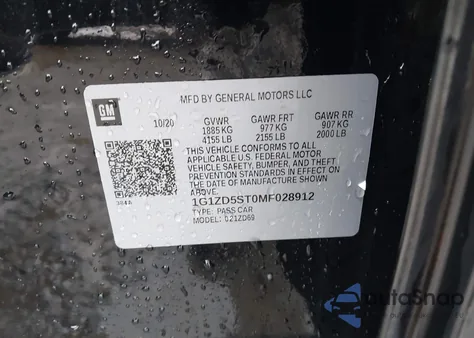 MFD BY GENERAL MOTORS LLC
GM
10/20
GVWR GAWR FRT GAWR RR
1885 KG 977 KG 907 KG
4155 LB 2155 LB 2000 LB
THIS VEHICLE CONFORMS TO ALL
APPLICABLE U.S. FEDERAL MOTOR
VEHICLE SAFETY, BUMPER, AND THEFT
PREVENTION STANDARDS IN EFFECT ON
THE DATE OF MANUFACTURE SHOWN ABOVE.
1G1ZD5ST0MF028912
TYPE: PASS CAR
MODEL: 021ZD69
AutoSnap